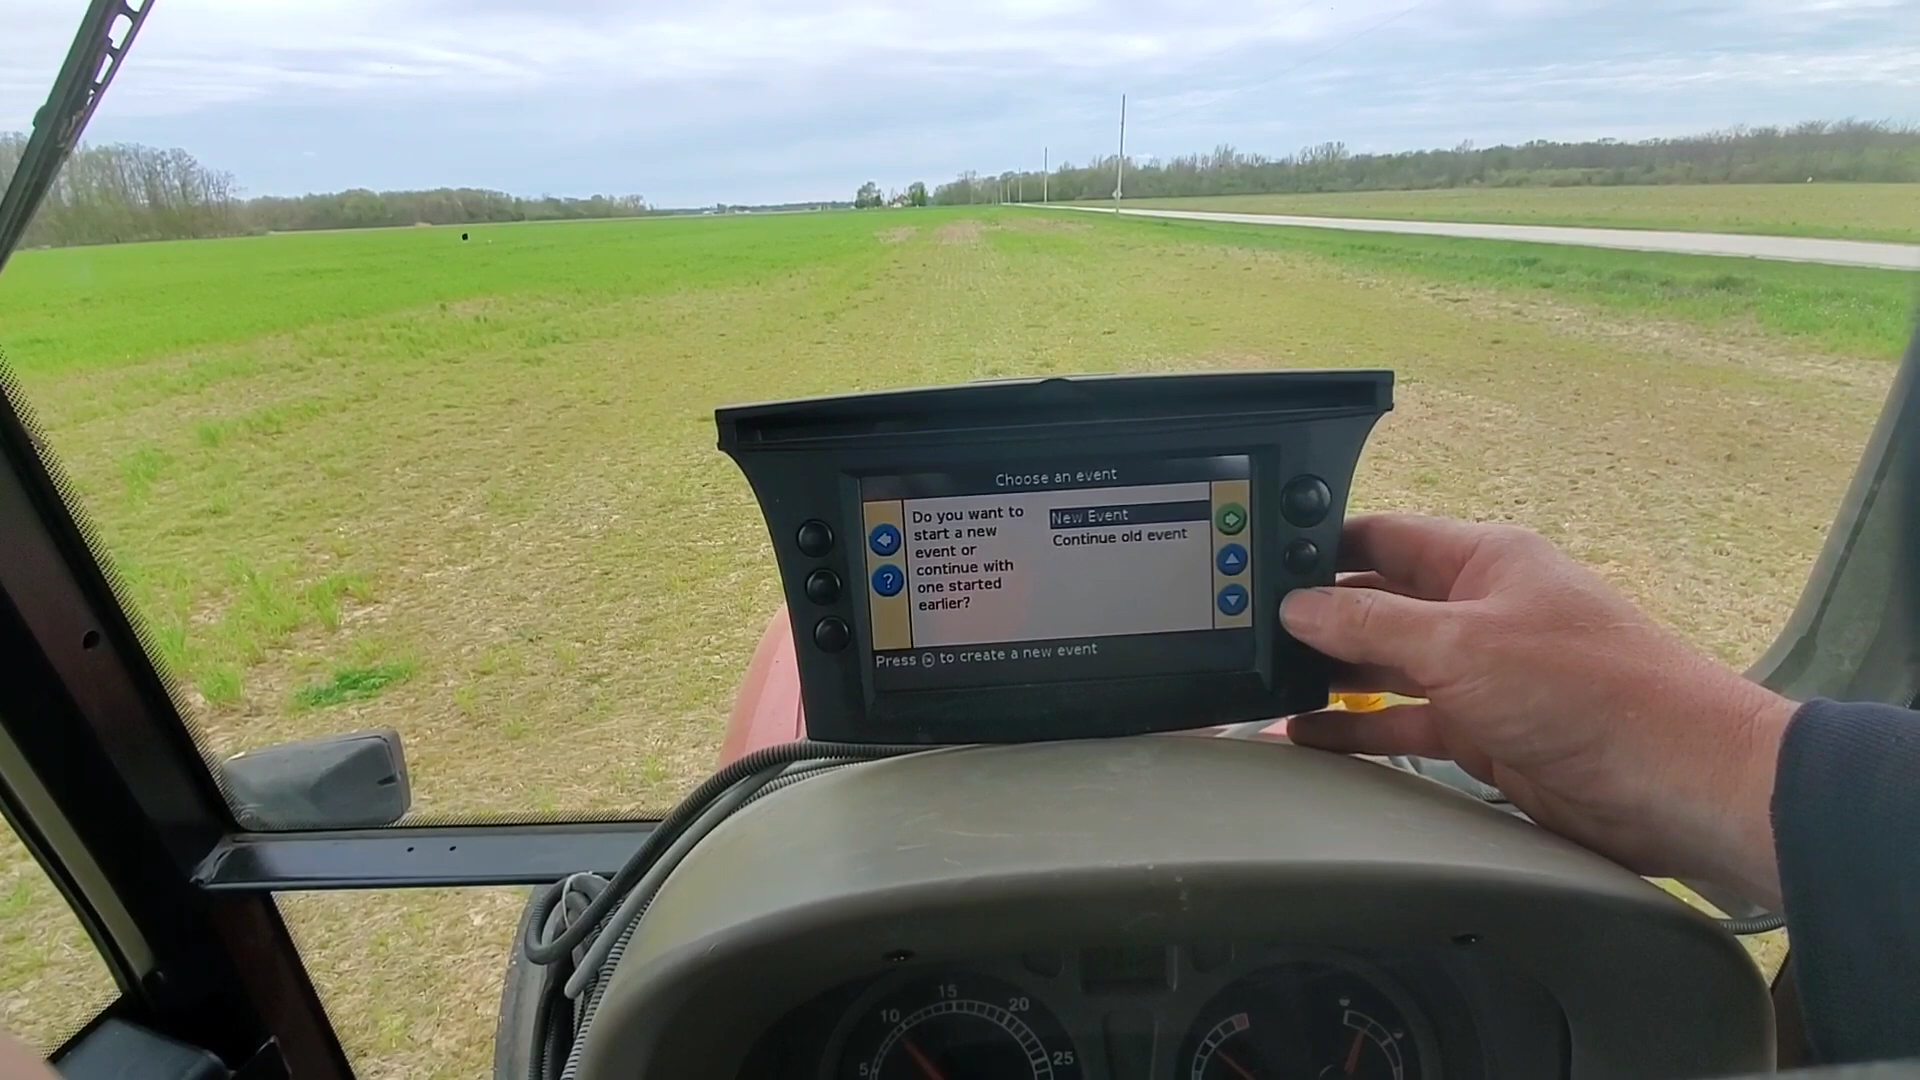 Choose an event
Do you want to
start a new
event or
continue with
one started
earlier?
New Event
Continue old event
?
Press to create a new event
5
10
15
20
25